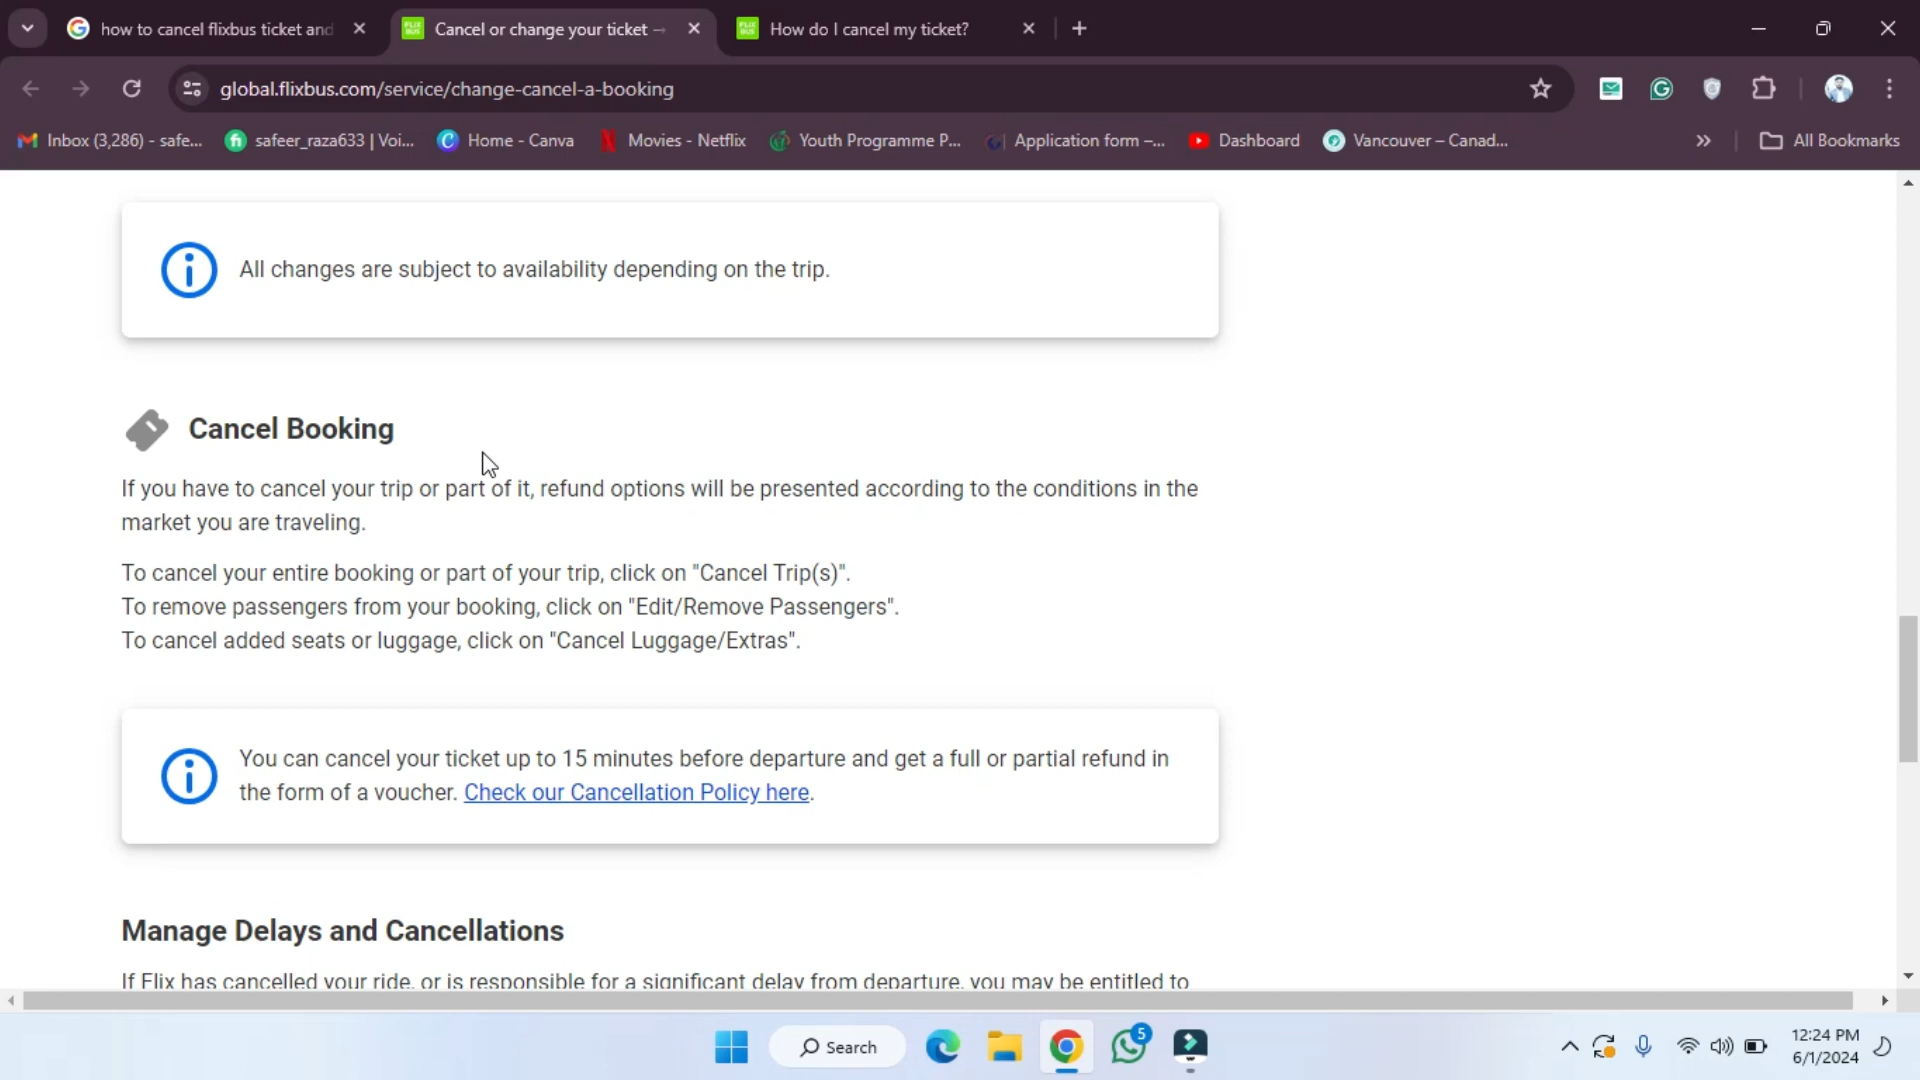 how to cancel flixbus ticket and
Cancel or change your ticket –
How do I cancel my ticket?
global.flixbus.com/service/change-cancel-a-booking
Inbox (3,286) - safe...
safeer_raza633 | Voi...
Home - Canva
Movies - Netflix
Youth Programme P...
Application form –...
Dashboard
Vancouver – Canad...
All Bookmarks
All changes are subject to availability depending on the trip.
Cancel Booking
If you have to cancel your trip or part of it, refund options will be presented according to the conditions in the
market you are traveling.
To cancel your entire booking or part of your trip, click on "Cancel Trip(s)".
To remove passengers from your booking, click on "Edit/Remove Passengers".
To cancel added seats or luggage, click on "Cancel Luggage/Extras".
You can cancel your ticket up to 15 minutes before departure and get a full or partial refund in
the form of a voucher. Check our Cancellation Policy here.
Manage Delays and Cancellations
If Flix has cancelled your ride, or is responsible for a significant delay from departure, you may be entitled to
Search
5
12:24 PM
6/1/2024